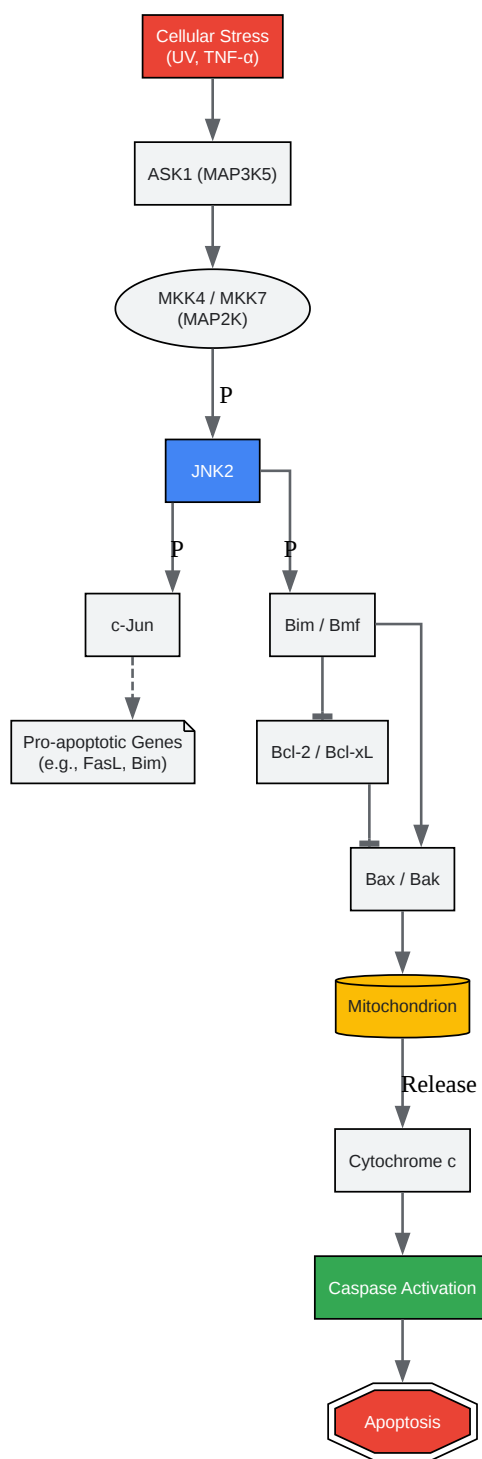 Cellular Stress
(UV, TNF-α)
ASK1 (MAP3K5)
MKK4 / MKK7
(MAP2K)
P
JNK2
P
P
c-Jun
Bim / Bmf
Pro-apoptotic Genes
(e.g., FasL, Bim)
Bcl-2 / Bcl-xL
Bax / Bak
Mitochondrion
Release
Cytochrome c
Caspase Activation
Apoptosis